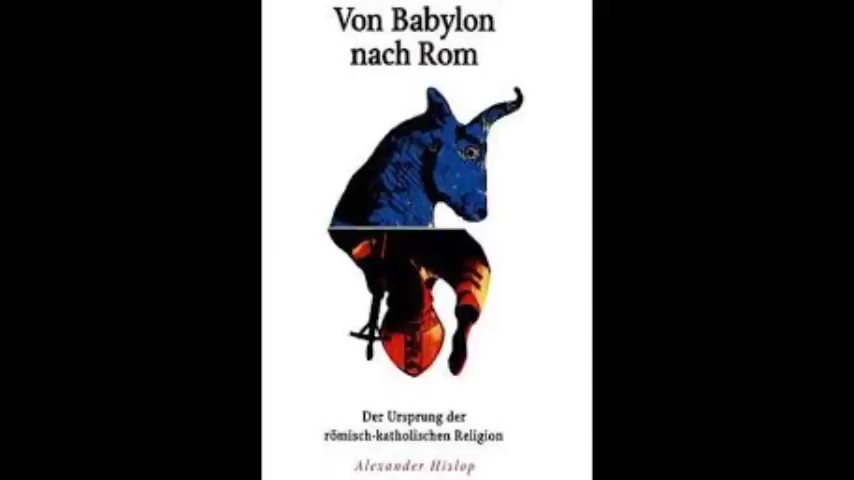 Von Babylon
nach Rom
Der Ursprung der
römisch-katholischen Religion
Alexander Hislop